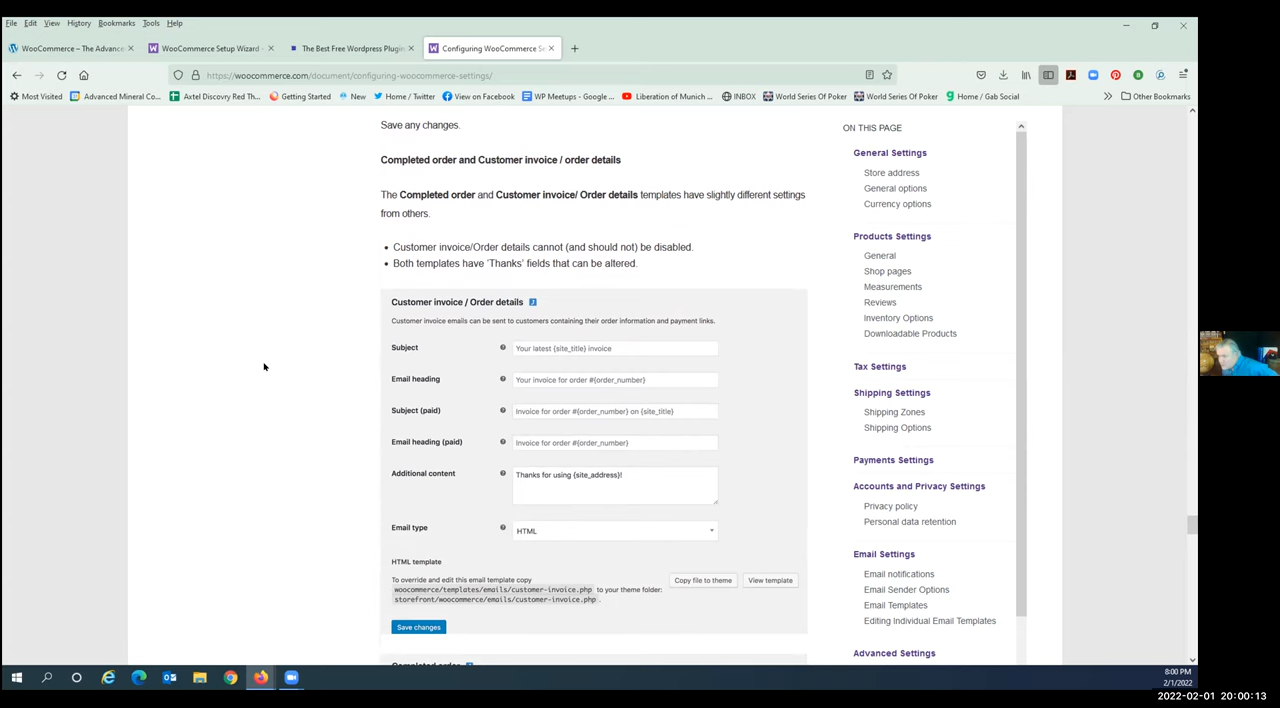 File Edit View History Bookmarks Tools Help
WooCommerce – The Advance
WooCommerce Setup Wizard -
The Best Free Wordpress Plugin
Configuring WooCommerce Se
https://woocommerce.com/document/configuring-woocommerce-settings/
Most Visited
Advanced Mineral Co...
Axtel Discovry Red Th...
Getting Started
New
Home / Twitter
View on Facebook
WP Meetups - Google ...
Liberation of Munich ...
INBOX
World Series Of Poker
World Series Of Poker
Home / Gab Social
Other Bookmarks
Save any changes.
Completed order and Customer invoice / order details
The Completed order and Customer invoice/ Order details templates have slightly different settings
from others.
• Customer invoice/Order details cannot (and should not) be disabled.
• Both templates have ‘Thanks’ fields that can be altered.
Customer invoice / Order details
Customer invoice emails can be sent to customers containing their order information and payment links.
Subject
Your latest {site_title} invoice
Email heading
Your invoice for order #{order_number}
Subject (paid)
Invoice for order #{order_number} on {site_title}
Email heading (paid)
Invoice for order #{order_number}
Additional content
Thanks for using {site_address}!
Email type
HTML
HTML template
To override and edit this email template copy
woocommerce/templates/emails/customer-invoice.php to your theme folder:
storefront/woocommerce/emails/customer-invoice.php .
Copy file to theme
View template
Save changes
Completed order
ON THIS PAGE
General Settings
Store address
General options
Currency options
Products Settings
General
Shop pages
Measurements
Reviews
Inventory Options
Downloadable Products
Tax Settings
Shipping Settings
Shipping Zones
Shipping Options
Payments Settings
Accounts and Privacy Settings
Privacy policy
Personal data retention
Email Settings
Email notifications
Email Sender Options
Email Templates
Editing Individual Email Templates
Advanced Settings
8:00 PM
2/1/2022
2022-02-01 20:00:13